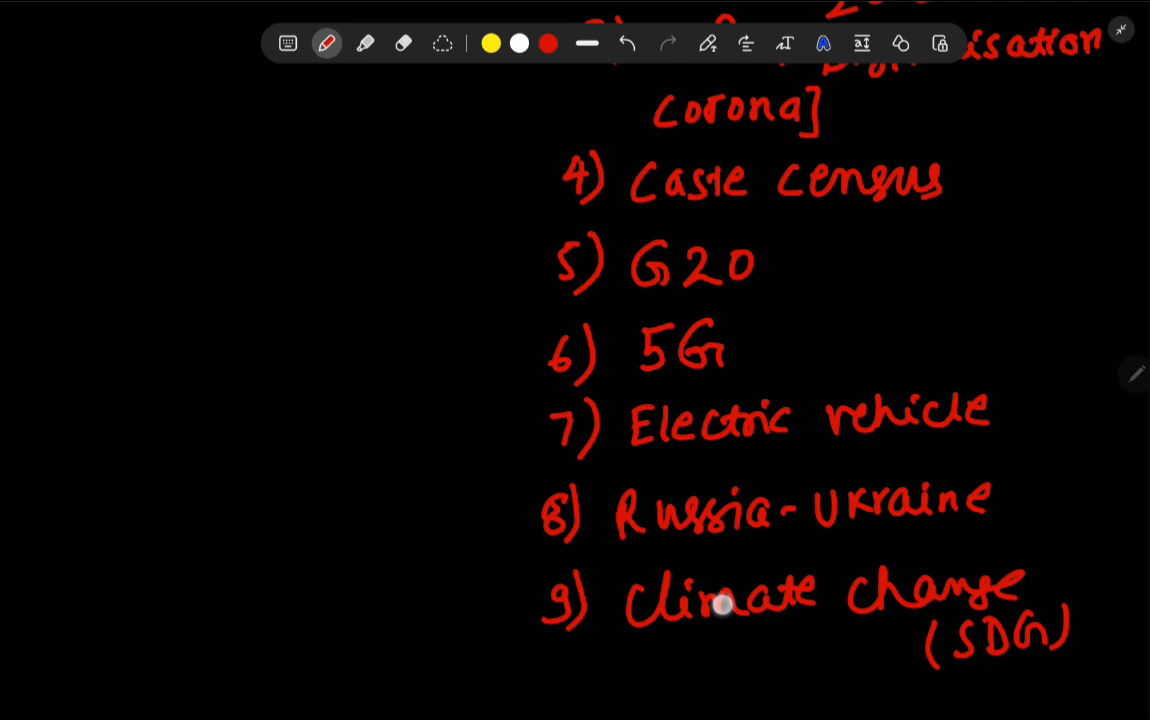 isation
Corona]
4) Caste census
5) G20
6) 5G
7) Electric vehicle
8) Russia-Ukraine
9) Climate change
(SDG)